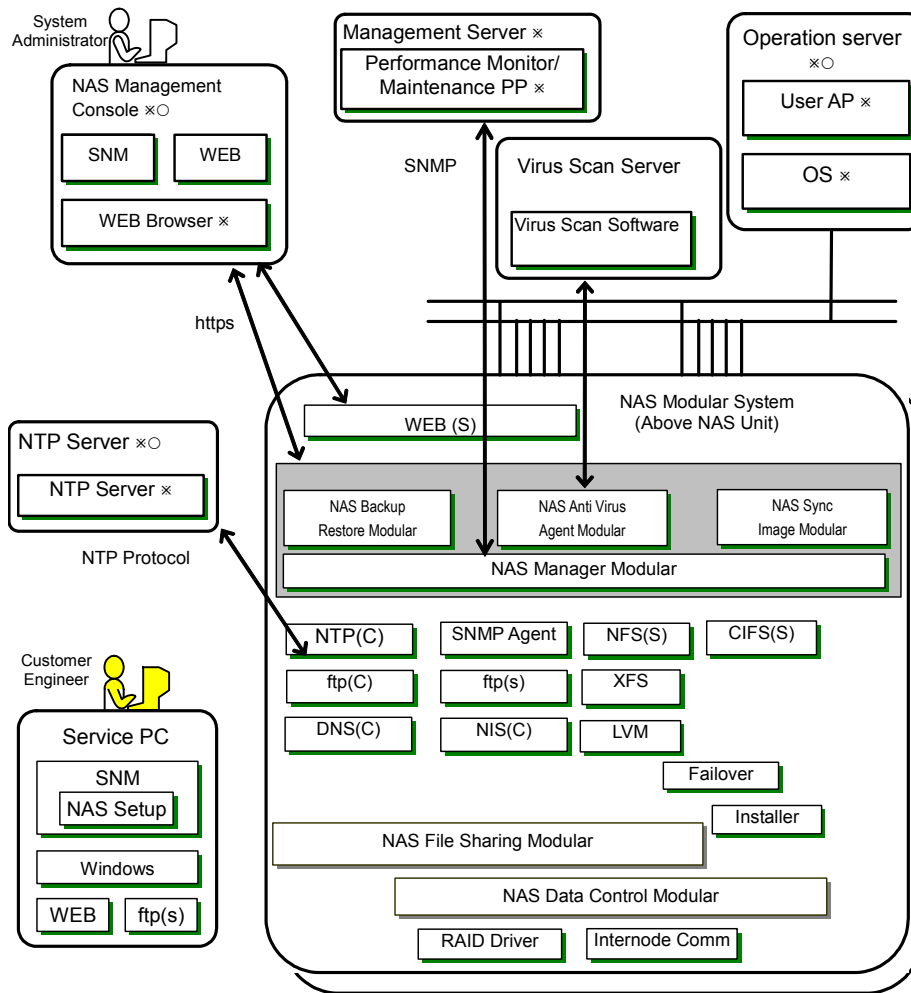 System
Administrator
NAS Management
Console ※○
SNM
WEB
WEB Browser ※
Management Server ※
Performance Monitor/
Maintenance PP ※
SNMP
Virus Scan Server
Virus Scan Software
Operation server
※○
User AP ※
OS ※
https
NAS Modular System
(Above NAS Unit)
WEB (S)
NTP Server ※○
NTP Server ※
NTP Protocol
NAS Backup
Restore Modular
NAS Anti Virus
Agent Modular
NAS Sync
Image Modular
NAS Manager Modular
NTP(C)
SNMP Agent
NFS(S)
CIFS(S)
ftp(C)
ftp(s)
XFS
DNS(C)
NIS(C)
LVM
Failover
Installer
NAS File Sharing Modular
NAS Data Control Modular
RAID Driver
Internode Comm
Customer
Engineer
Service PC
SNM
NAS Setup
Windows
WEB
ftp(s)